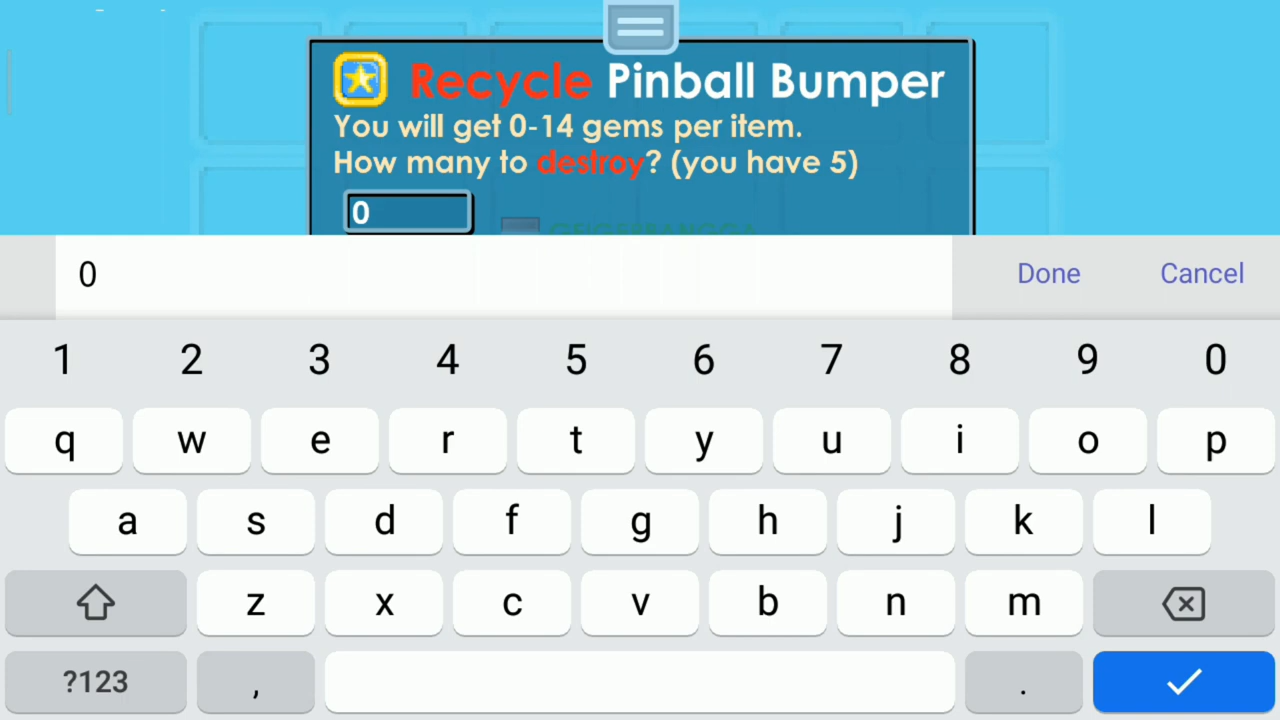 Recycle Pinball Bumper
You will get 0-14 gems per item.
How many to destroy? (you have 5)
0
0
Done Cancel
1 2 3 4 5 6 7 8 9 0
q w e r t y u i o p
a s d f g h j k l
z x c v b n m
?123 , .